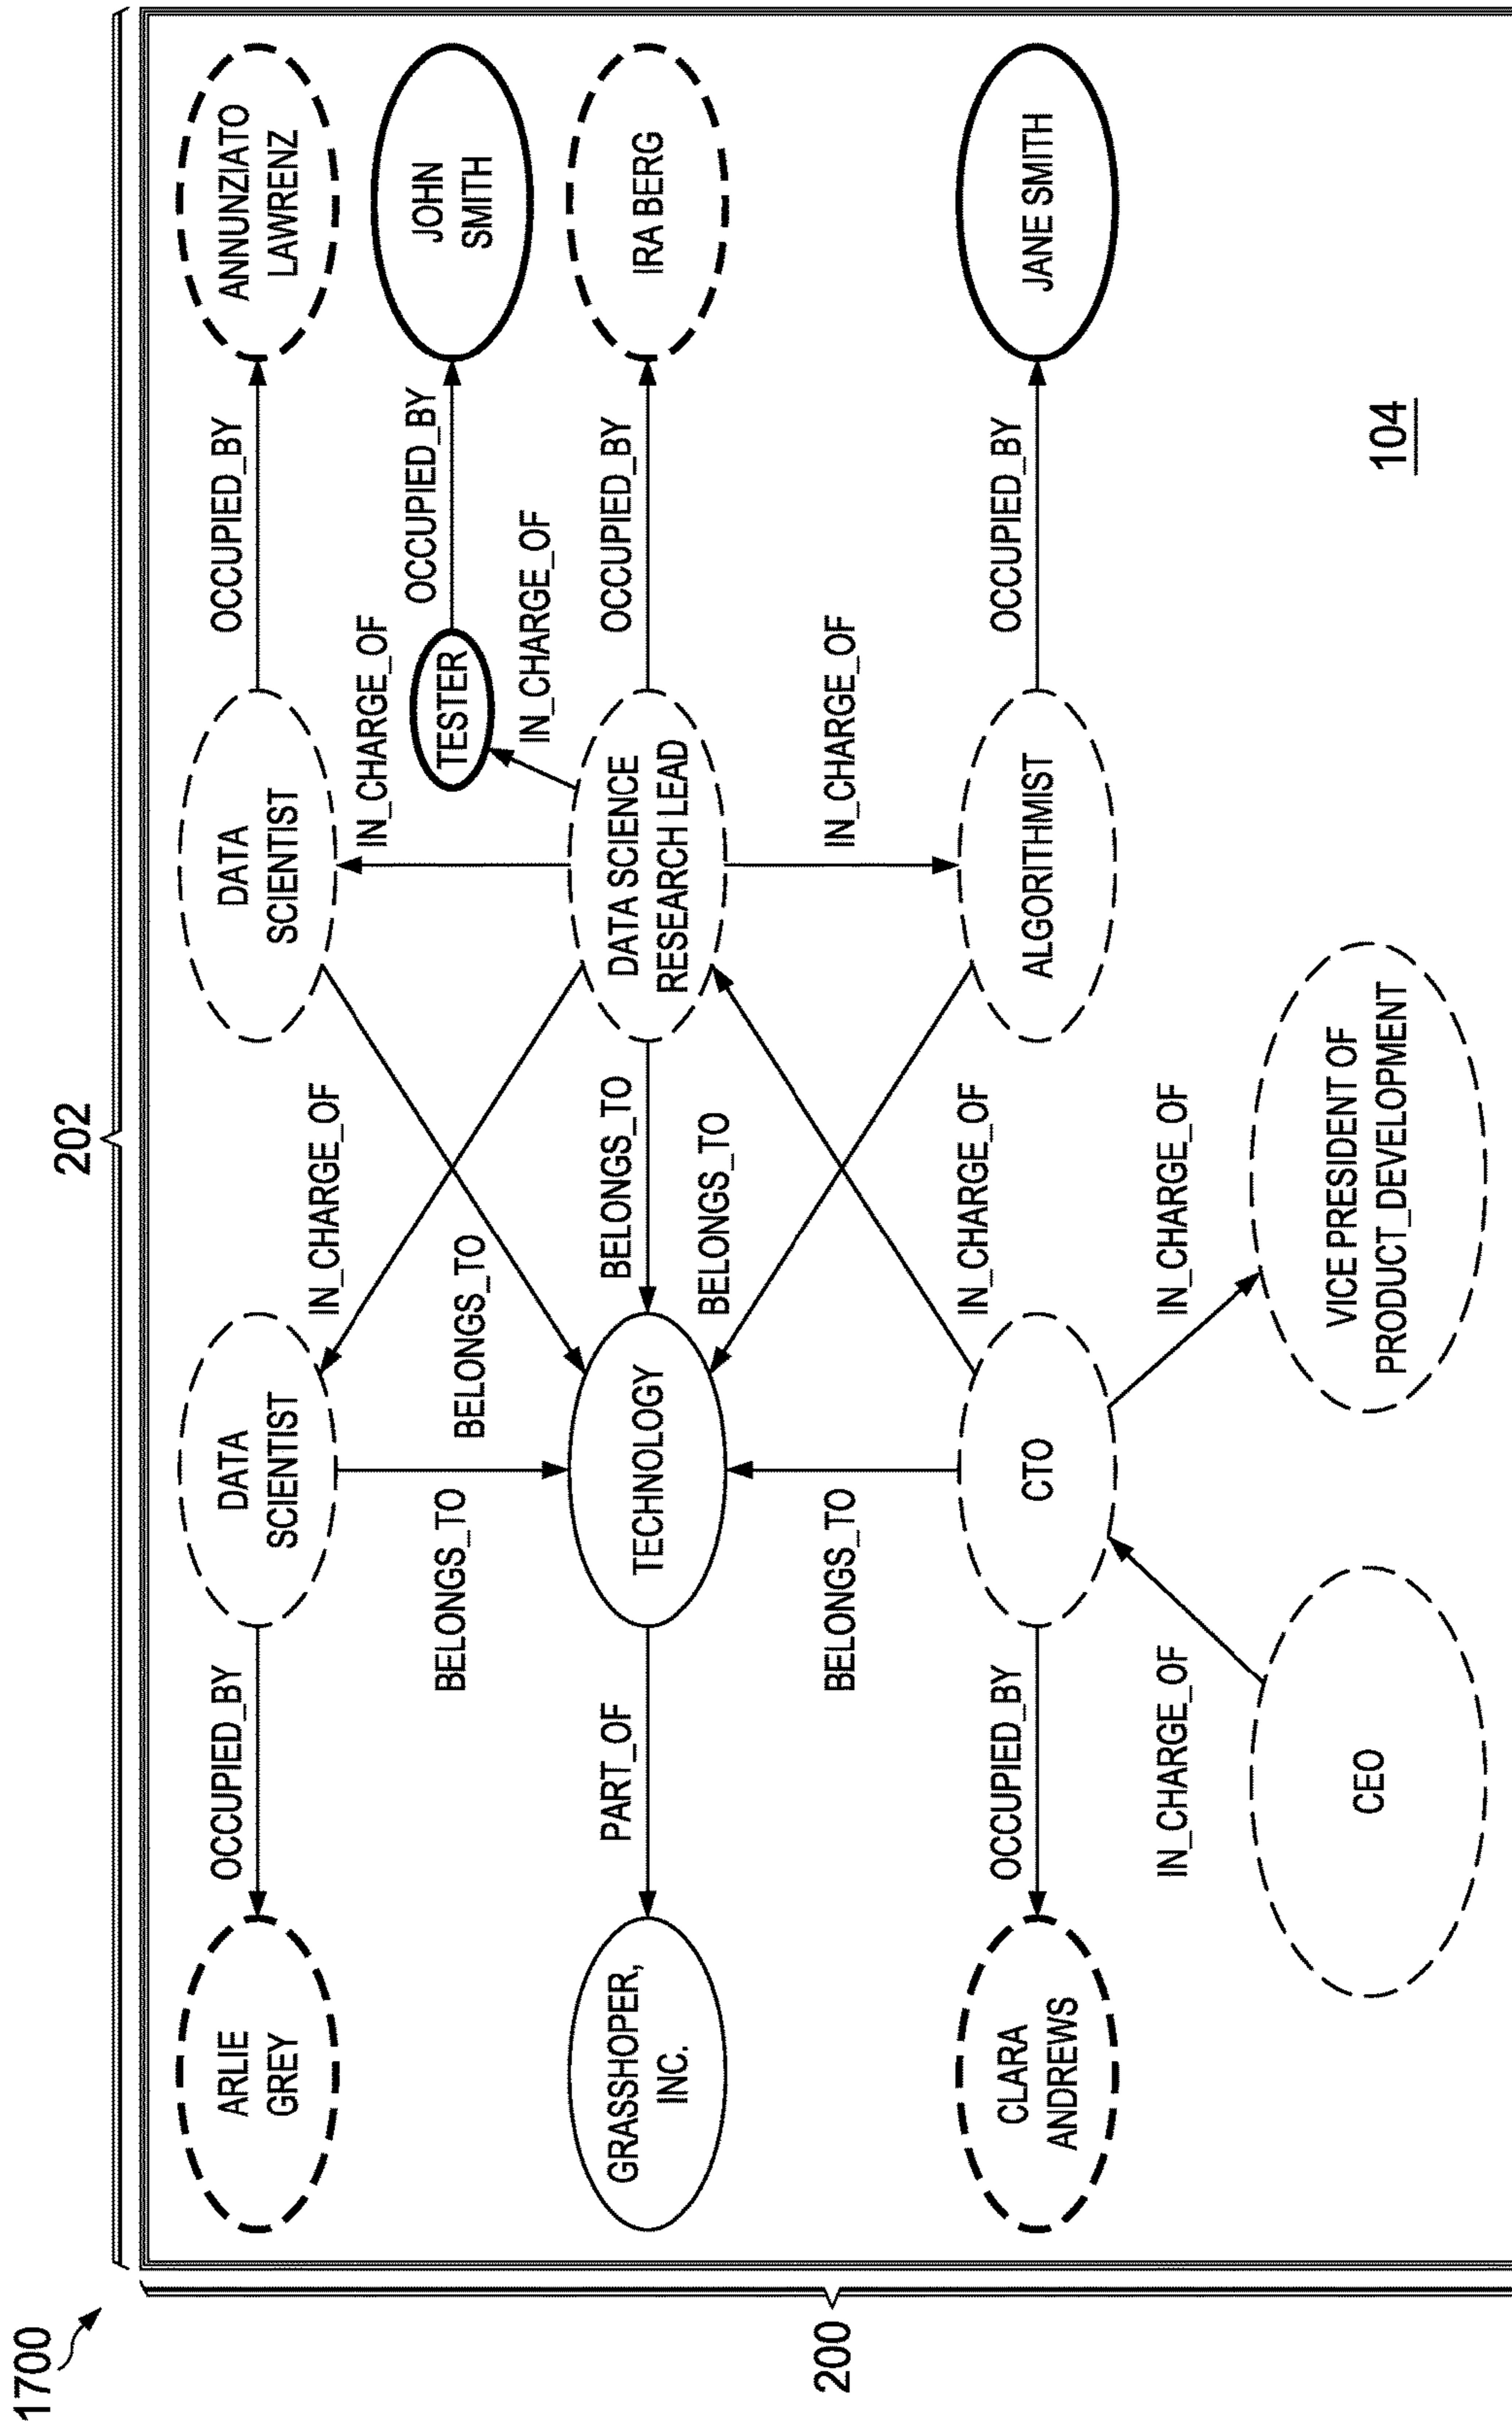 1700
202
200
ARLIE
GREY
OCCUPIED_BY
DATA
SCIENTIST
IN_CHARGE_OF
DATA
SCIENTIST
OCCUPIED_BY
ANNUNZIATO
LAWRENZ
BELONGS_TO
BELONGS_TO
IN_CHARGE_OF
TESTER
OCCUPIED_BY
JOHN
SMITH
IN_CHARGE_OF
GRASSHOPER,
INC.
PART_OF
TECHNOLOGY
BELONGS_TO
DATA SCIENCE
RESEARCH LEAD
OCCUPIED_BY
IRA BERG
BELONGS_TO
BELONGS_TO
IN_CHARGE_OF
CLARA
ANDREWS
OCCUPIED_BY
CTO
IN_CHARGE_OF
ALGORITHMIST
OCCUPIED_BY
JANE SMITH
IN_CHARGE_OF
IN_CHARGE_OF
CEO
VICE PRESIDENT OF
PRODUCT_DEVELOPMENT
104